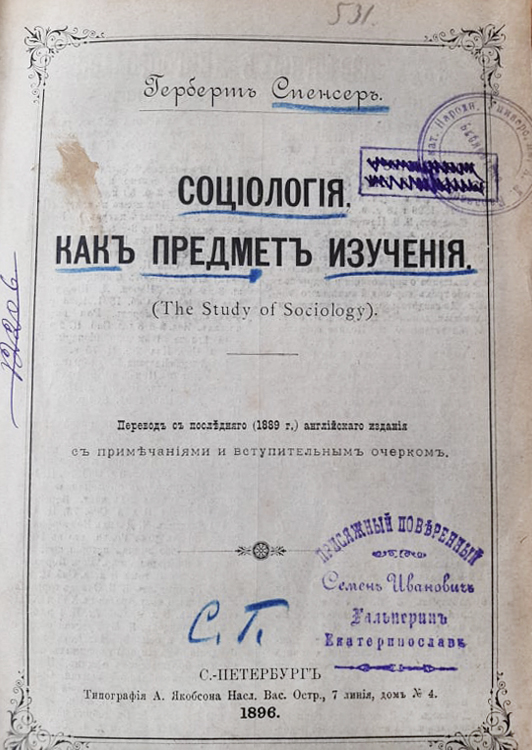 531.
Гербертъ Спенсеръ.
СОЦІОЛОГІЯ.
КАКЪ ПРЕДМЕТЪ ИЗУЧЕНІЯ.
(The Study of Sociology).
Переводъ съ послѣдняго (1889 г.) англійскаго изданія
съ примѣчаніями и вступительнымъ очеркомъ.
ПРИСЯЖНЫЙ ПОВѢРЕННЫЙ
Семенъ Ивановичъ
Гальперинъ
Екатеринославъ
С. Г.
С.-ПЕТЕРБУРГЪ
Типографія А. Якобсона Насл. Вас. Остр., 7 линія, домъ № 4.
1896.